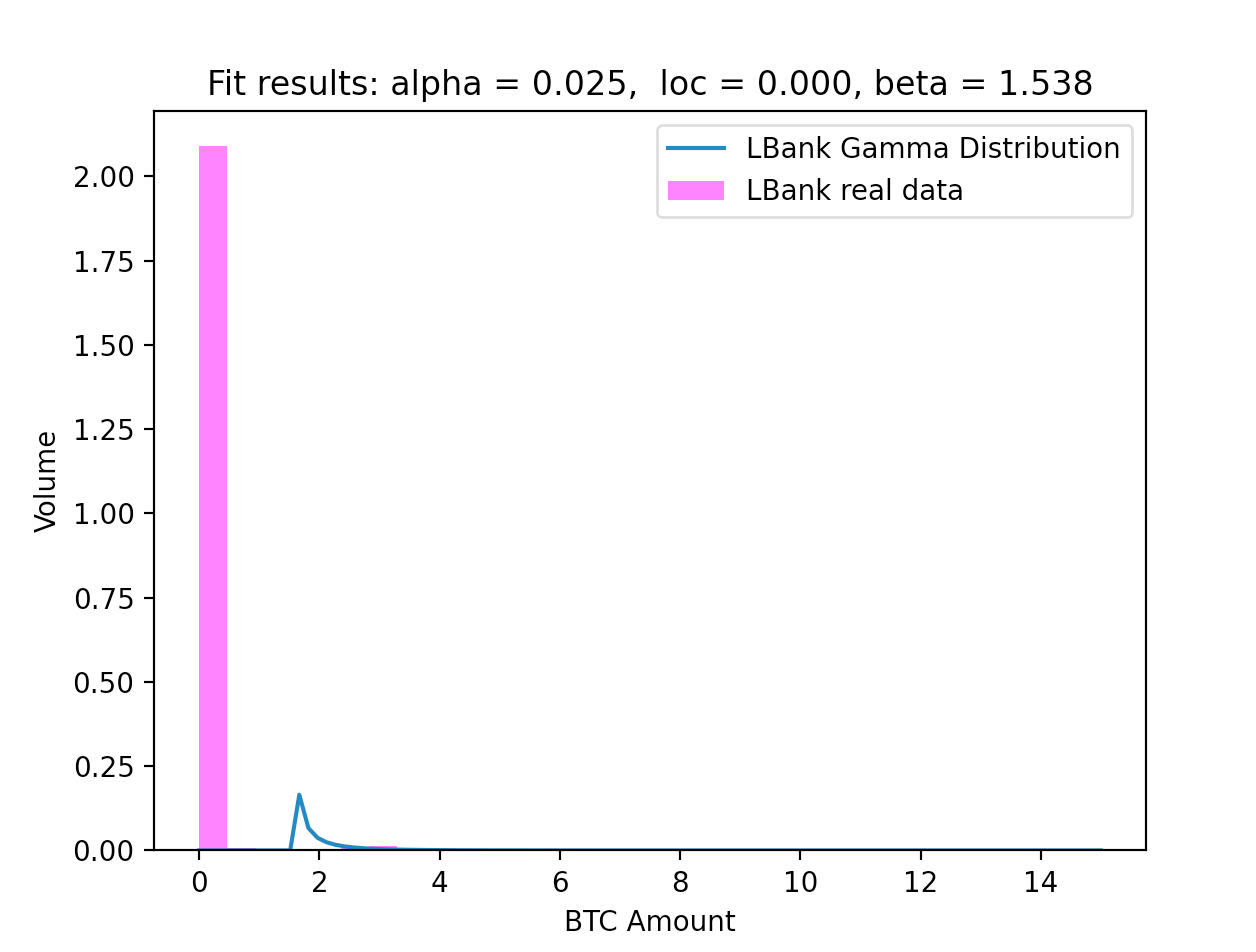 Fit results: alpha = 0.025,  loc = 0.000, beta = 1.538
LBank Gamma Distribution
LBank real data
2.00
1.75
1.50
1.25
1.00
0.75
0.50
0.25
0.00
Volume
0 2 4 6 8 10 12 14
BTC Amount